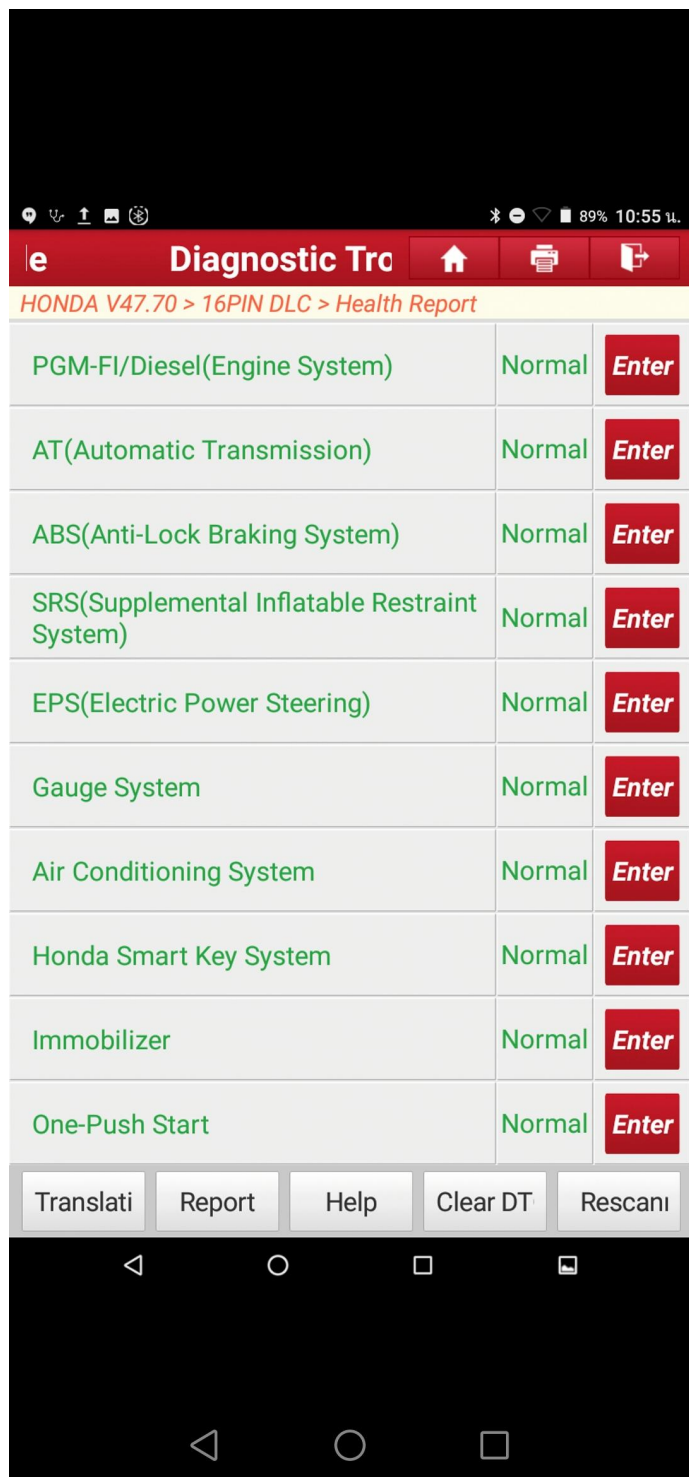 89% 10:55 น.
e Diagnostic Tro
HONDA V47.70 > 16PIN DLC > Health Report
PGM-FI/Diesel(Engine System) Normal Enter
AT(Automatic Transmission) Normal Enter
ABS(Anti-Lock Braking System) Normal Enter
SRS(Supplemental Inflatable Restraint
System) Normal Enter
EPS(Electric Power Steering) Normal Enter
Gauge System Normal Enter
Air Conditioning System Normal Enter
Honda Smart Key System Normal Enter
Immobilizer Normal Enter
One-Push Start Normal Enter
Translati Report Help Clear DT Rescan